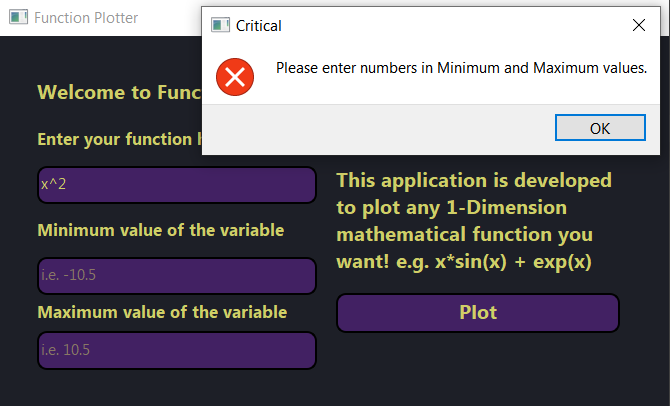 Function Plotter
Critical
Please enter numbers in Minimum and Maximum values.
OK
Welcome to Func
Enter your function
x^2
Minimum value of the variable
i.e. -10.5
Maximum value of the variable
i.e. 10.5
This application is developed
to plot any 1-Dimension
mathematical function you
want! e.g. x*sin(x) + exp(x)
Plot